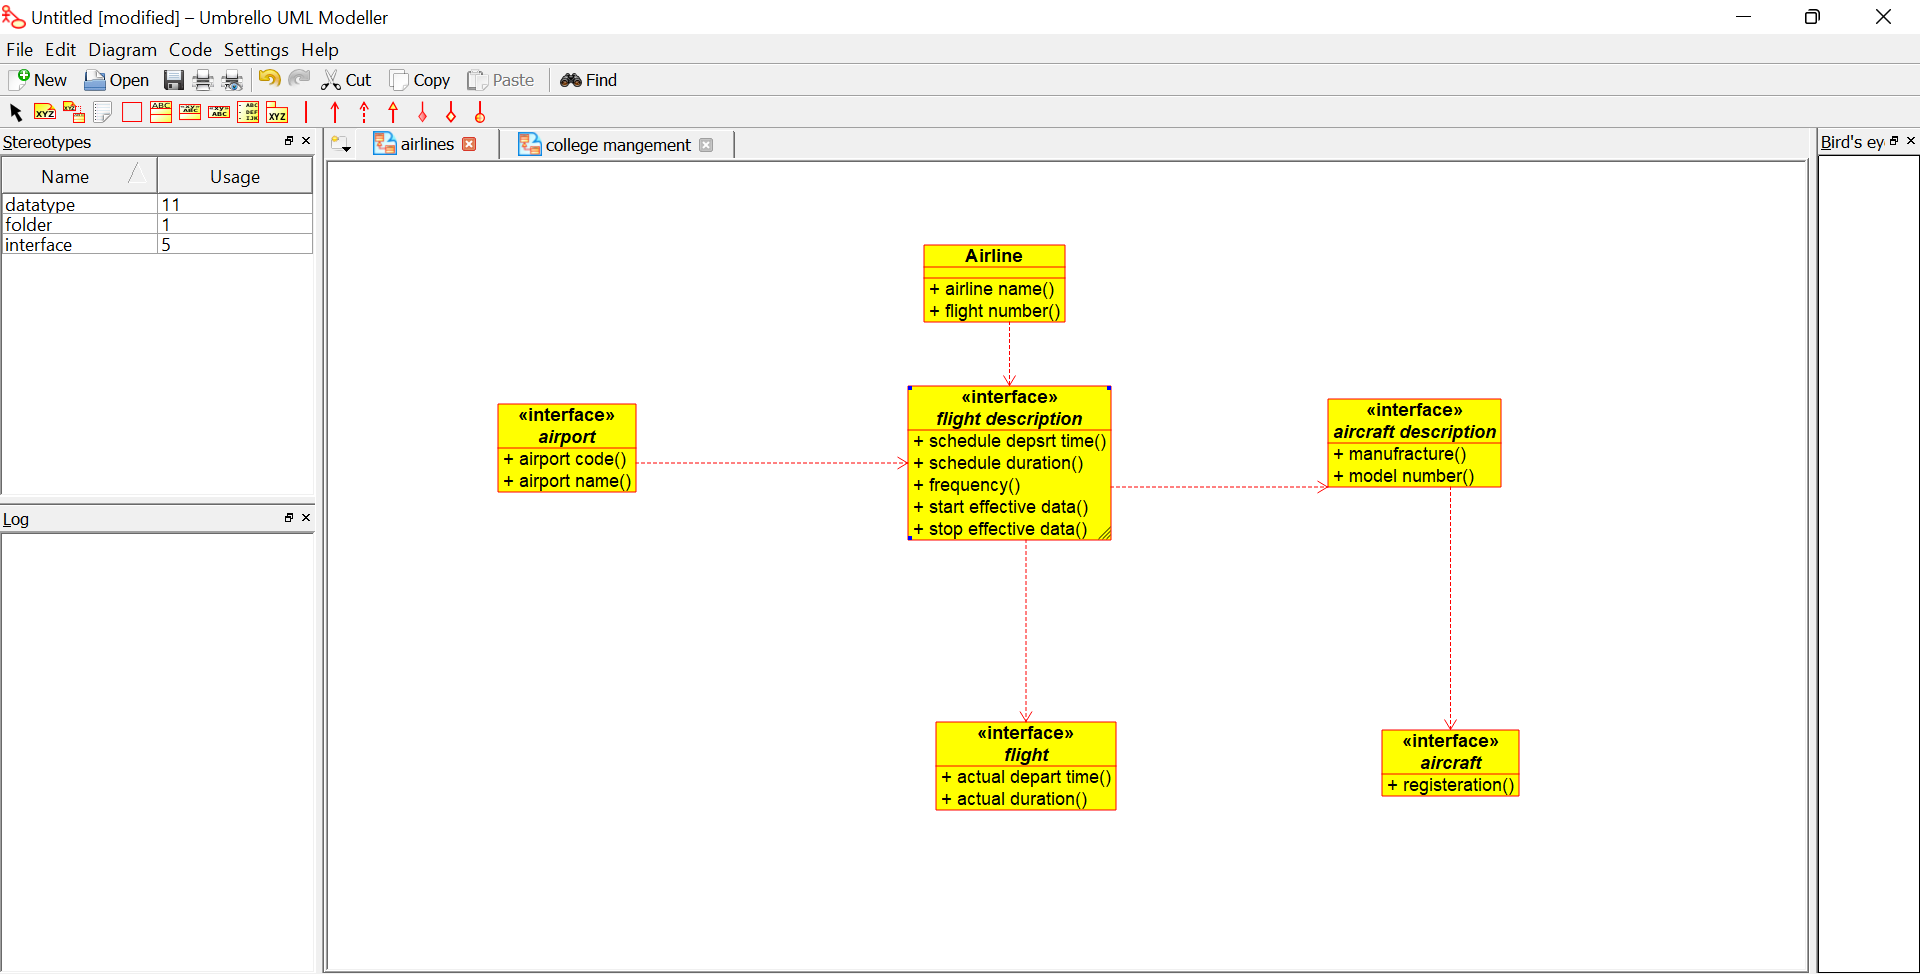 Untitled [modified] – Umbrello UML Modeller
File Edit Diagram Code Settings Help
New Open Cut Copy Paste Find
Stereotypes
Name Usage
datatype 11
folder 1
interface 5
Log
airlines college mangement
Bird's ey
Airline
+ airline name()
+ flight number()
«interface»
airport
+ airport code()
+ airport name()
«interface»
flight description
+ schedule depsrt time()
+ schedule duration()
+ frequency()
+ start effective data()
+ stop effective data()
«interface»
aircraft description
+ manufracture()
+ model number()
«interface»
flight
+ actual depart time()
+ actual duration()
«interface»
aircraft
+ registeration()